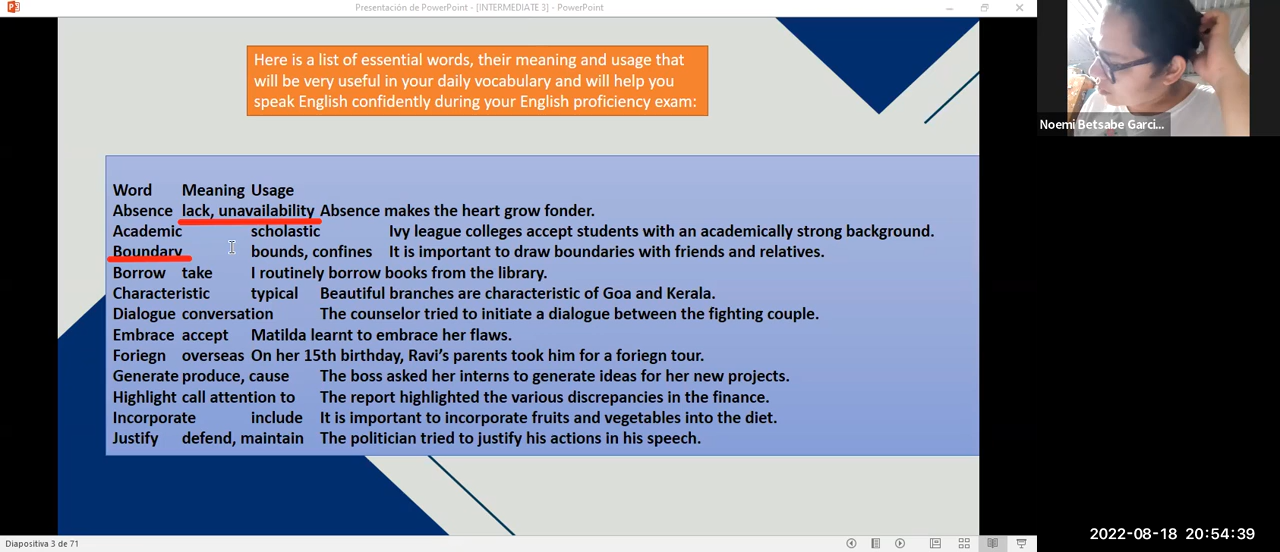 Presentación de PowerPoint - [INTERMEDIATE 3] - PowerPoint
Here is a list of essential words, their meaning and usage that
will be very useful in your daily vocabulary and will help you
speak English confidently during your English proficiency exam:
Noemi Betsabe Garci...
Word Meaning Usage
Absence lack, unavailability Absence makes the heart grow fonder.
Academic scholastic Ivy league colleges accept students with an academically strong background.
Boundary bounds, confines It is important to draw boundaries with friends and relatives.
Borrow take I routinely borrow books from the library.
Characteristic typical Beautiful branches are characteristic of Goa and Kerala.
Dialogue conversation The counselor tried to initiate a dialogue between the fighting couple.
Embrace accept Matilda learnt to embrace her flaws.
Foriegn overseas On her 15th birthday, Ravi's parents took him for a foriegn tour.
Generate produce, cause The boss asked her interns to generate ideas for her new projects.
Highlight call attention to The report highlighted the various discrepancies in the finance.
Incorporate include It is important to incorporate fruits and vegetables into the diet.
Justify defend, maintain The politician tried to justify his actions in his speech.
Diapositiva 3 de 71
2022-08-18 20:54:39